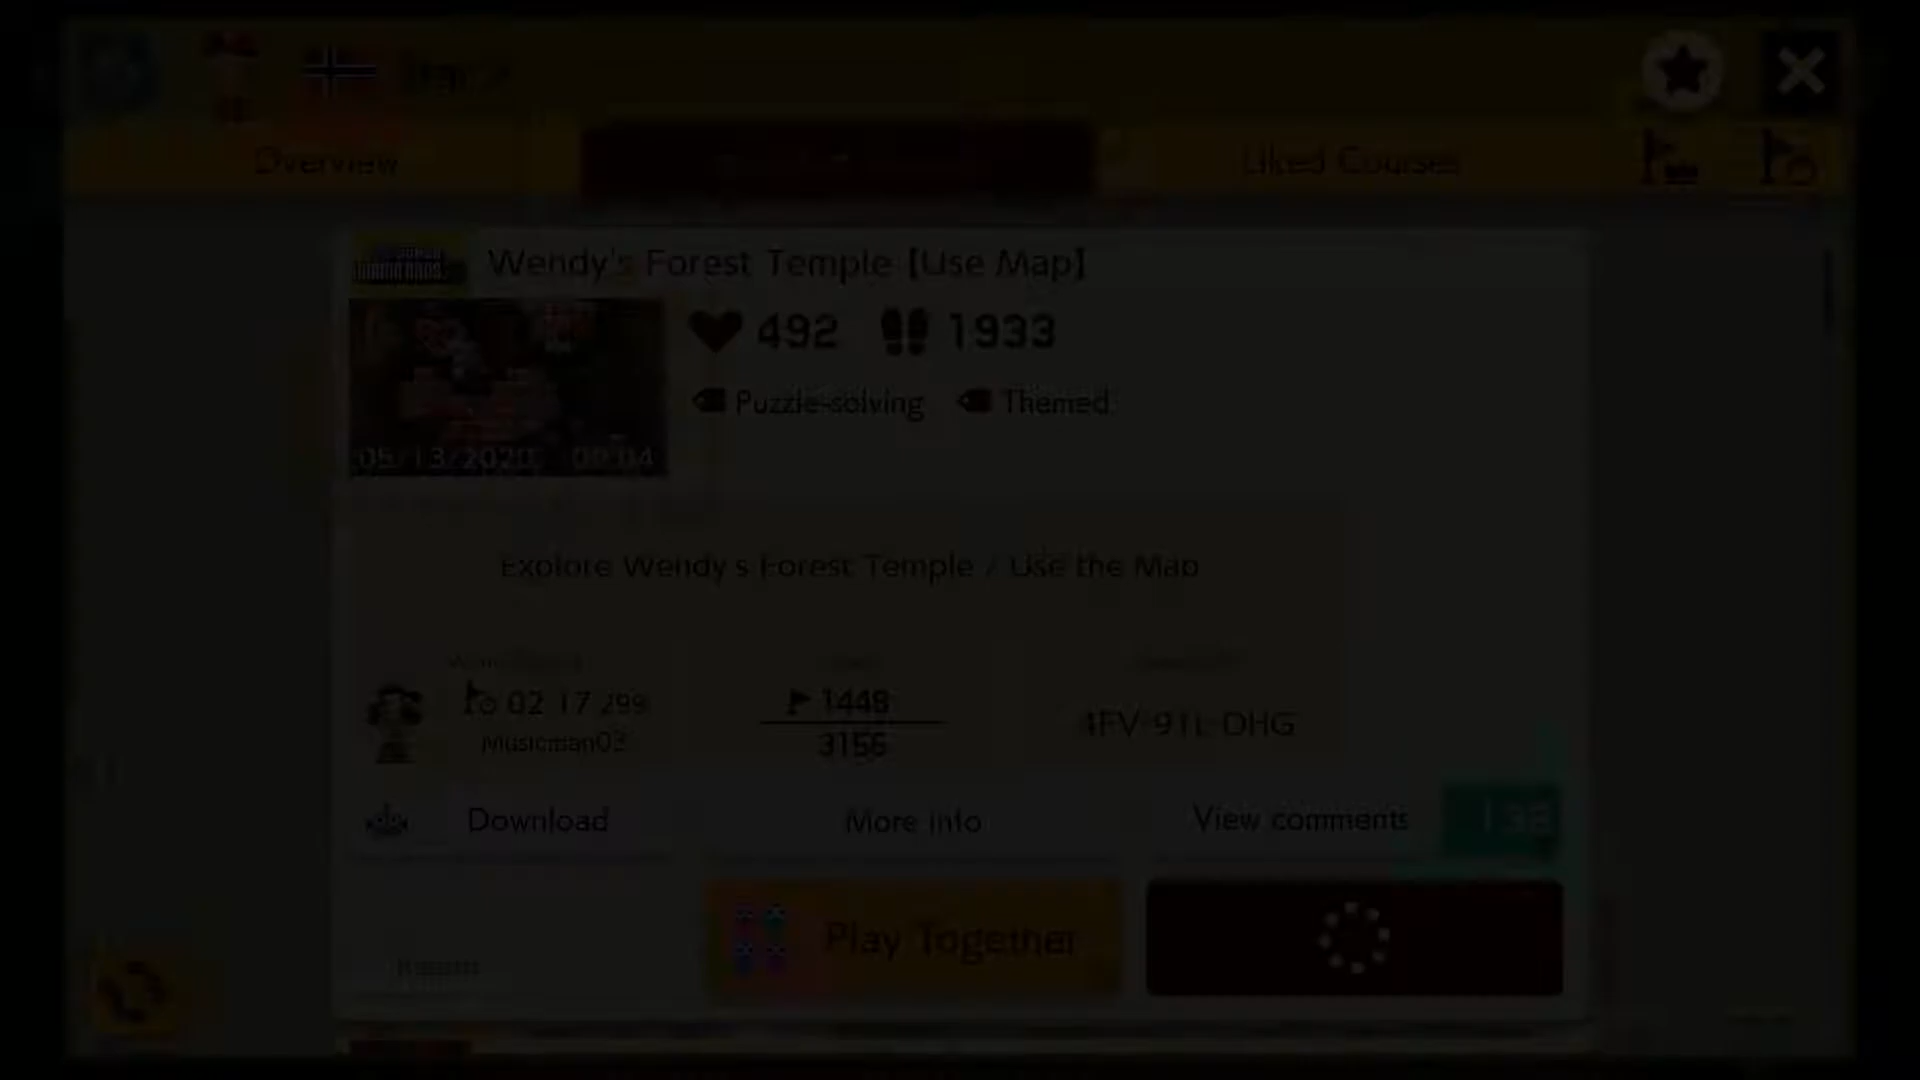 Overview
Liked Courses
Wendy's Forest Temple [Use Map]
492 1933
Puzzle-solving Themed
05/13/2020
Explore Wendy's Forest Temple / Use the Map
02 17 299
Musicman03
1448
3156
Download
More info
View comments
Play Together